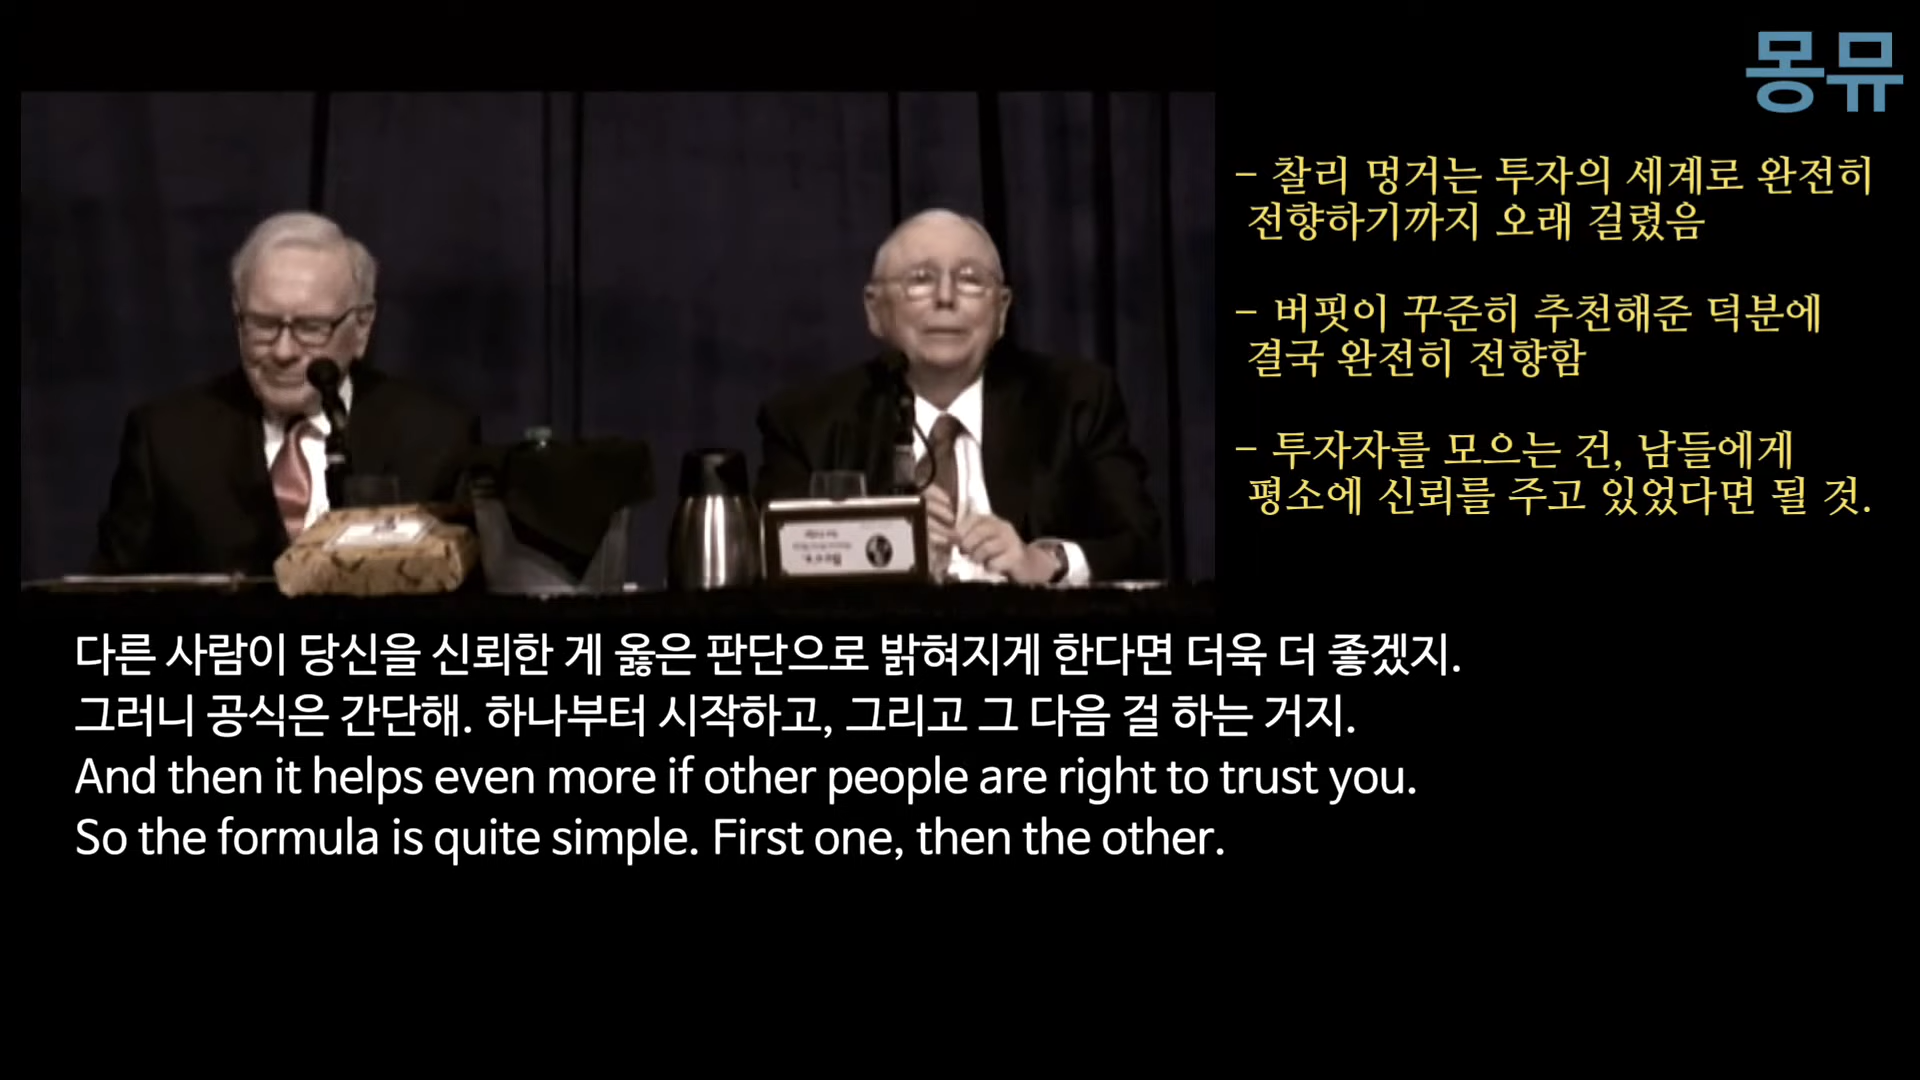 몽뮤
- 찰리 멍거는 투자의 세계로 완전히
전향하기까지 오래 걸렸음
- 버핏이 꾸준히 추천해준 덕분에
결국 완전히 전향함
- 투자자를 모으는 건, 남들에게
평소에 신뢰를 주고 있었다면 될 것.
다른 사람이 당신을 신뢰한 게 옳은 판단으로 밝혀지게 한다면 더욱 더 좋겠지.
그러니 공식은 간단해. 하나부터 시작하고, 그리고 그 다음 걸 하는 거지.
And then it helps even more if other people are right to trust you.
So the formula is quite simple. First one, then the other.